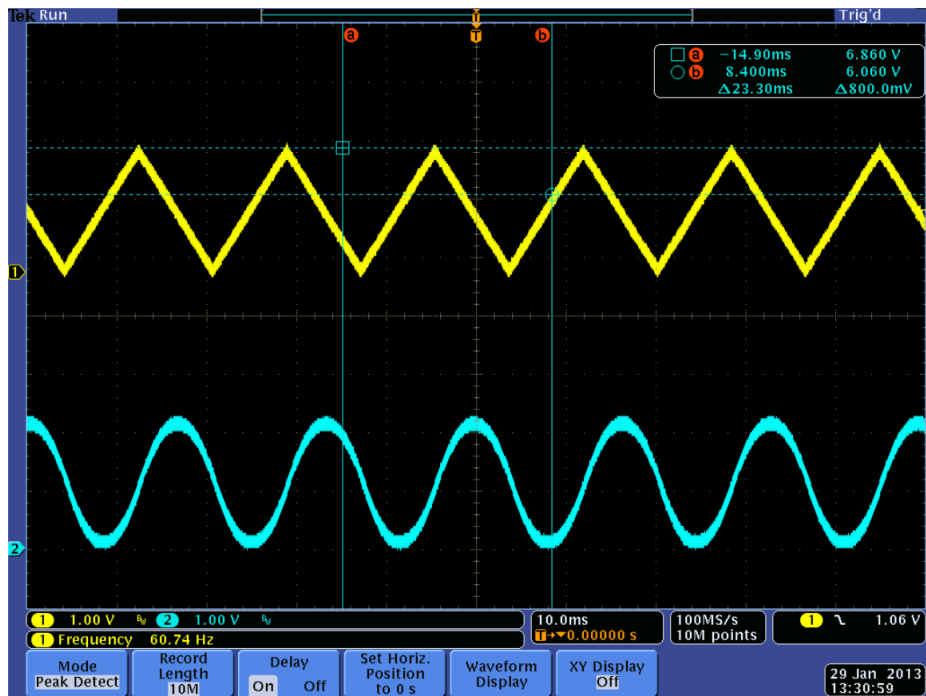 Tek Run Trig'd
T
a T b
a −14.90ms 6.860 V
b 8.400ms 6.060 V
Δ23.30ms Δ800.0mV
1
2
1 1.00 V BW 2 1.00 V BW
10.0ms
T→▼0.00000 s
100MS/s
10M points
1 1.06 V
1 Frequency 60.74 Hz
Mode
Peak Detect
Record
Length
10M
Delay
On Off
Set Horiz.
Position
to 0 s
Waveform
Display
XY Display
Off
29 Jan 2013
13:30:59